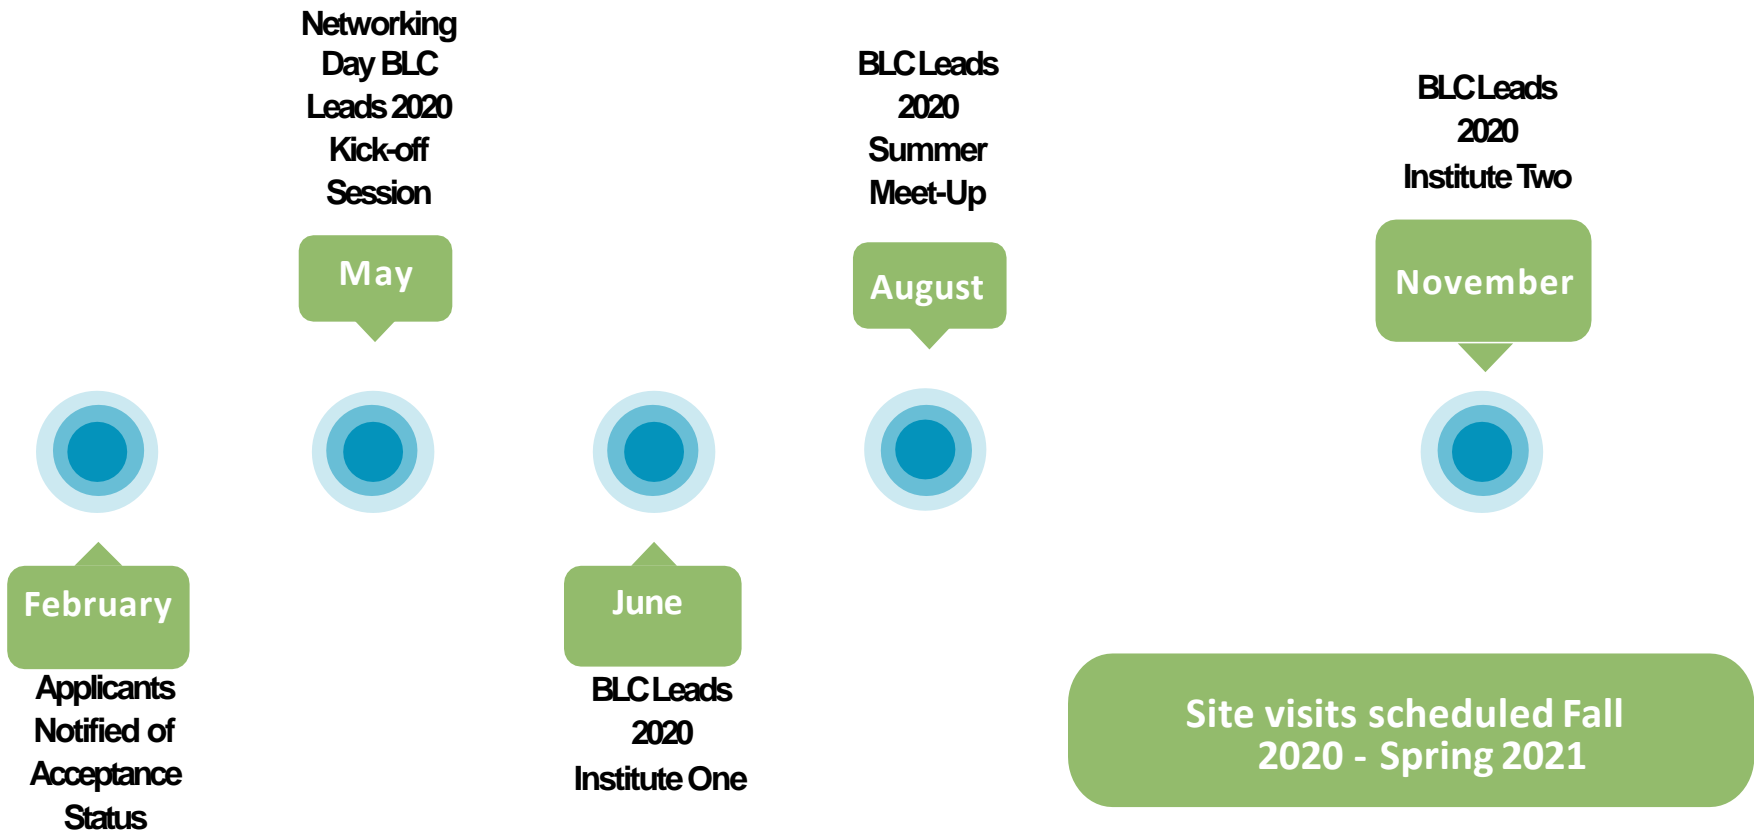 Networking
Day BLC
Leads 2020
Kick-off
Session
May
BLC Leads
2020
Summer
Meet-Up
August
BLC Leads
2020
Institute Two
November
February
Applicants
Notified of
Acceptance
Status
June
BLC Leads
2020
Institute One
Site visits scheduled Fall
2020 - Spring 2021